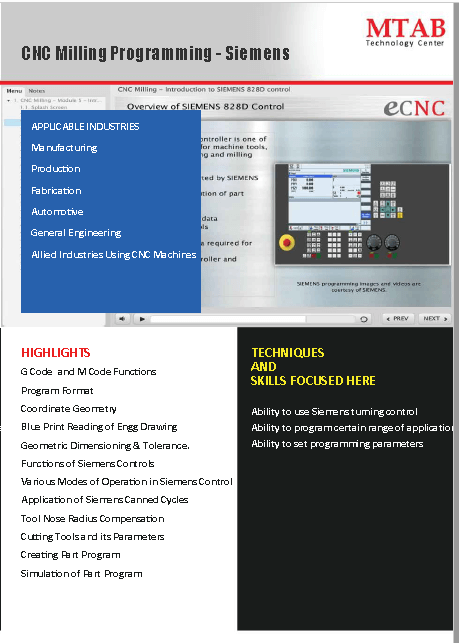 MTAB
Technology Center
CNC Milling Programming - Siemens
Menu Notes
CNC Milling – Introduction to SIEMENS 828D control
CNC Milling – Module 5 – Intr...
1.1 Splash Screen
Overview of SIEMENS 828D Control
eCNC
APPLICABLE INDUSTRIES
Manufacturing
Production
Fabrication
Automotive
General Engineering
Allied Industries Using CNC Machines
ontroller is one of
for machine tools,
ng and milling
ted by SIEMENS
tion of part
data
ls
a required for
roller and
SIEMENS programming images and videos are
courtesy of SIEMENS.
PREV NEXT
HIGHLIGHTS
G Code and M Code Functions
Program Format
Coordinate Geometry
Blue Print Reading of Engg Drawing
Geometric Dimensioning & Tolerance.
Functions of Siemens Controls
Various Modes of Operation in Siemens Control
Application of Siemens Canned Cycles
Tool Nose Radius Compensation
Cutting Tools and its Parameters
Creating Part Program
Simulation of Part Program
TECHNIQUES
AND
SKILLS FOCUSED HERE
Ability to use Siemens turning control
Ability to program certain range of application
Ability to set programming parameters